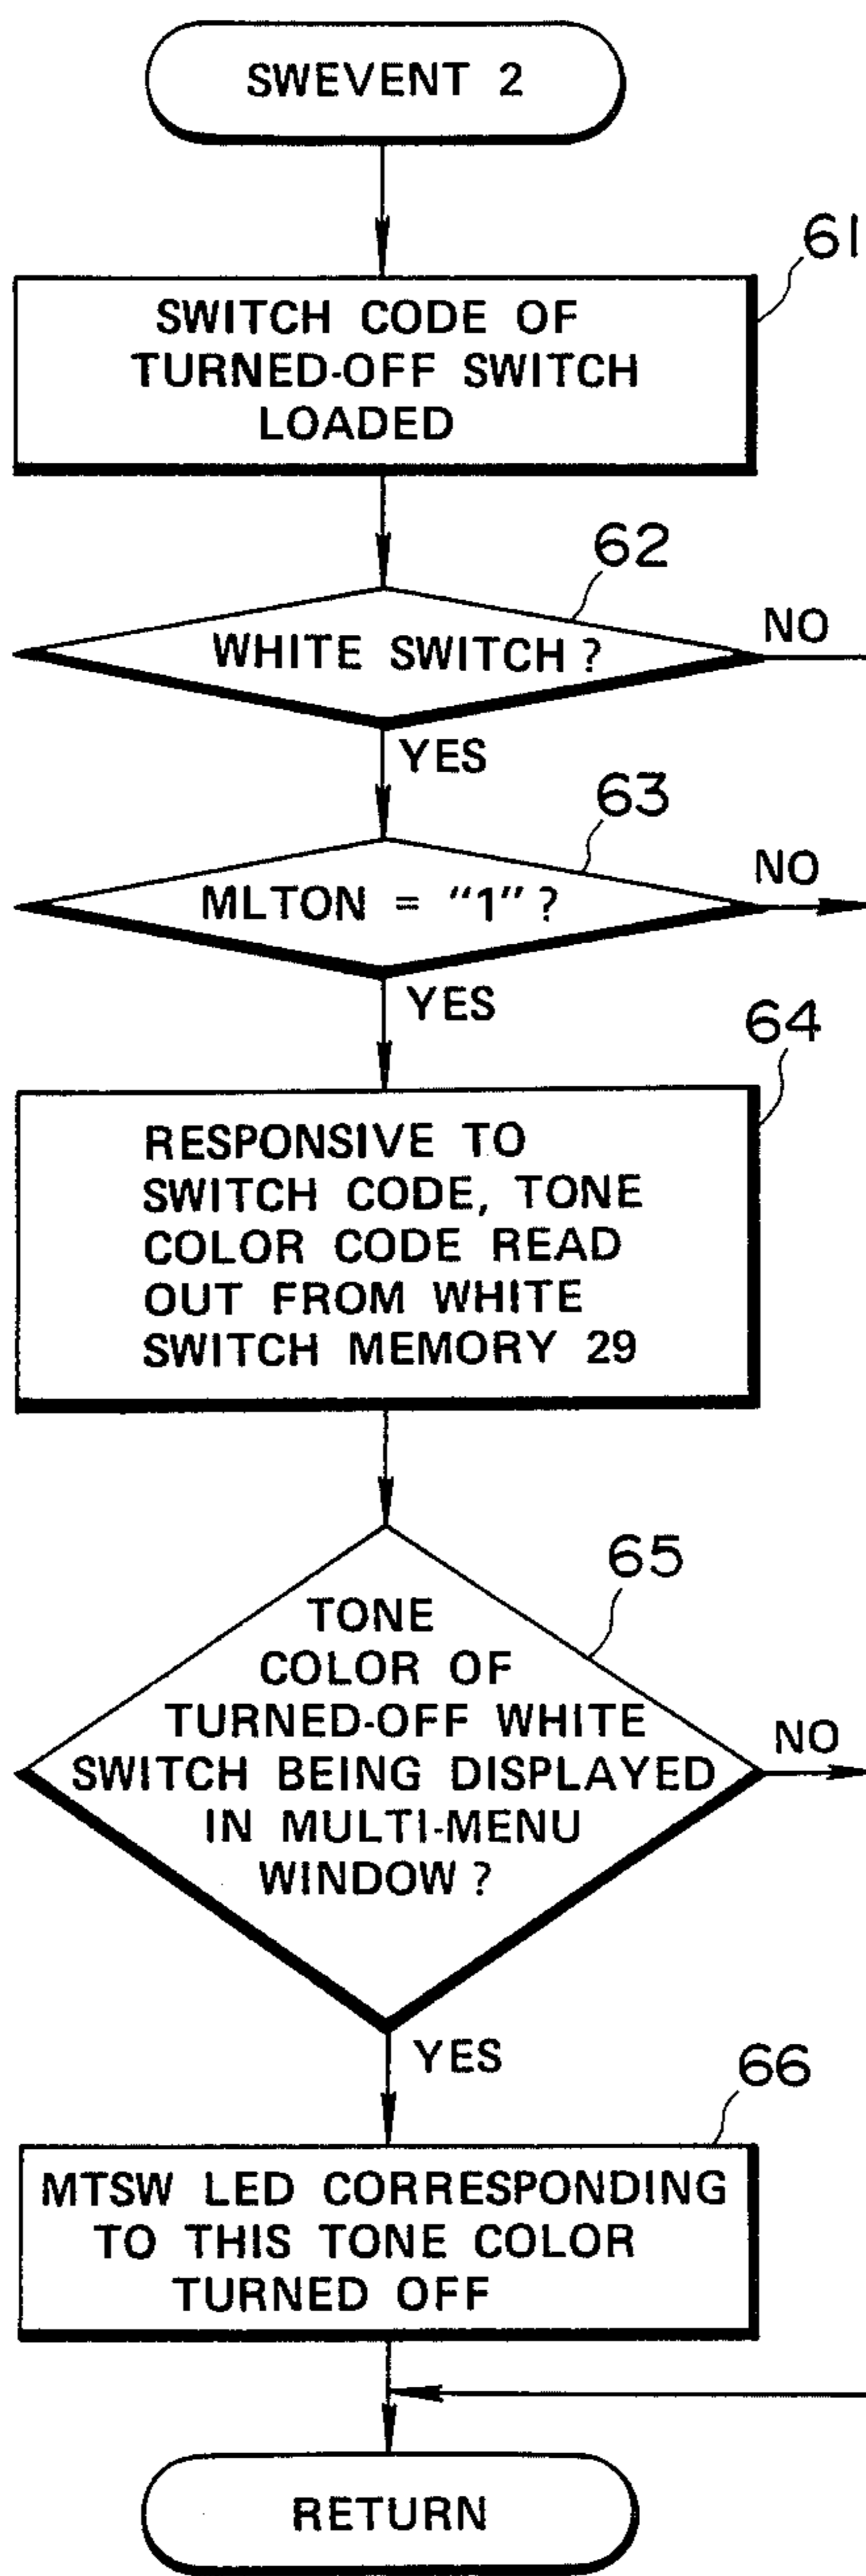 SWEVENT 2
61
SWITCH CODE OF
TURNED-OFF SWITCH
LOADED
62
WHITE SWITCH?
NO
YES
63
MLTON = "1"?
NO
YES
64
RESPONSIVE TO
SWITCH CODE, TONE
COLOR CODE READ
OUT FROM WHITE
SWITCH MEMORY 29
65
TONE
COLOR OF
TURNED-OFF WHITE
SWITCH BEING DISPLAYED
IN MULTI-MENU
WINDOW?
NO
YES
66
MTSW LED CORRESPONDING
TO THIS TONE COLOR
TURNED OFF
RETURN